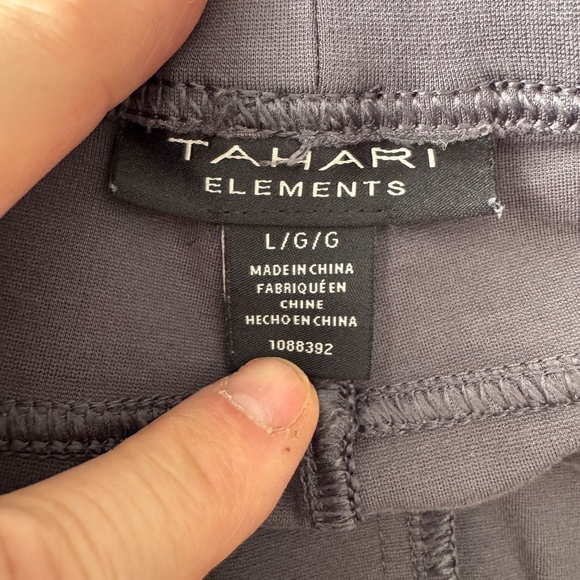 TAHARI
ELEMENTS
L/G/G
MADE IN CHINA
FABRIQUÉ EN
CHINE
HECHO EN CHINA
1088392